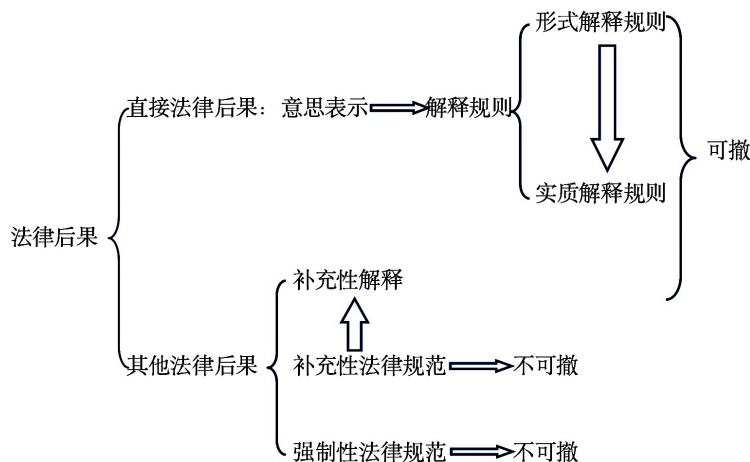 形式解释规则
直接法律后果：意思表示
解释规则
可撤
实质解释规则
法律后果
补充性解释
其他法律后果
补充性法律规范
不可撤
强制性法律规范
不可撤